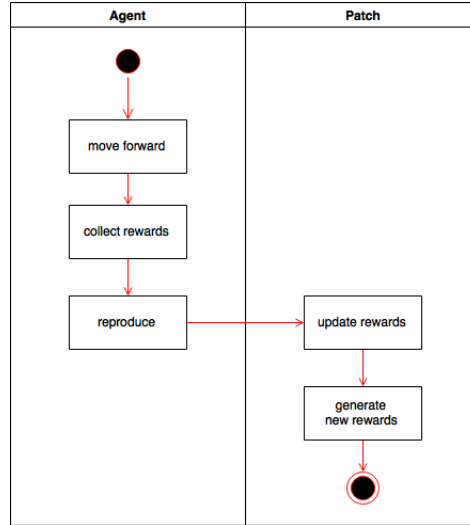 Agent
Patch
move forward
collect rewards
reproduce
update rewards
generate
new rewards